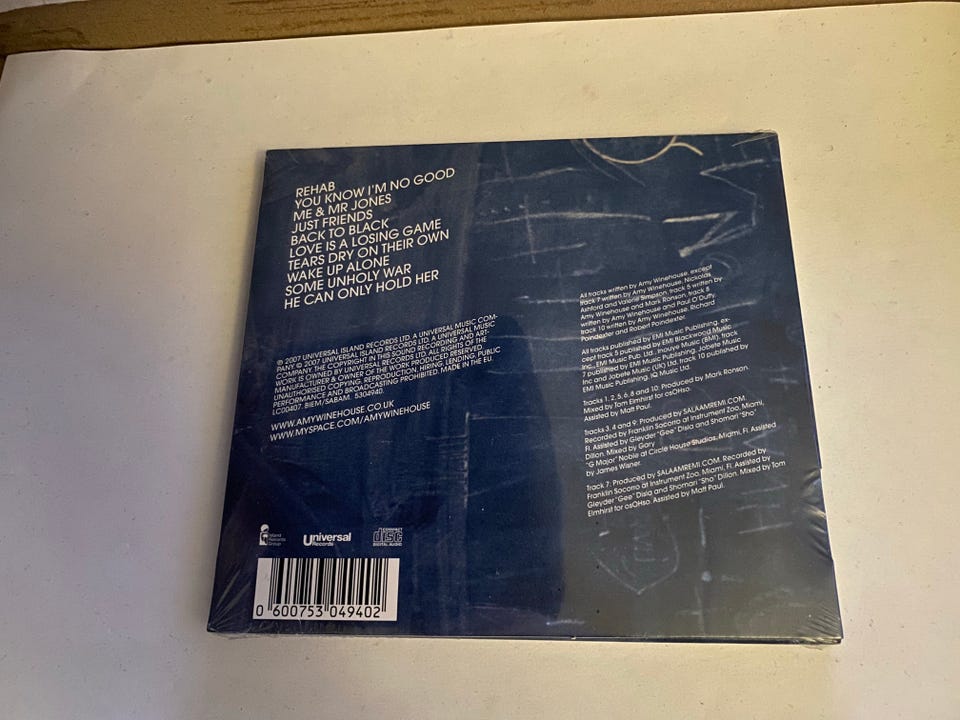 REHAB
YOU KNOW I'M NO GOOD
ME & MR JONES
JUST FRIENDS
BACK TO BLACK
LOVE IS A LOSING GAME
TEARS DRY ON THEIR OWN
WAKE UP ALONE
SOME UNHOLY WAR
HE CAN ONLY HOLD HER
℗ 2007 UNIVERSAL ISLAND RECORDS LTD. A UNIVERSAL MUSIC COM-
PANY © 2007 UNIVERSAL ISLAND RECORDS LTD. A UNIVERSAL MUSIC
COMPANY. THE COPYRIGHT IN THIS SOUND RECORDING AND ART-
WORK IS OWNED BY UNIVERSAL RECORDS LTD. ALL RIGHTS OF THE
MANUFACTURER & OWNER OF THE WORK PRODUCED RESERVED.
UNAUTHORISED COPYING, REPRODUCTION, HIRING, LENDING, PUBLIC
PERFORMANCE AND BROADCASTING PROHIBITED. MADE IN THE EU.
LC00407. BIEM/SABAM. 5304940.
WWW.AMYWINEHOUSE.CO.UK
WWW.MYSPACE.COM/AMYWINEHOUSE
All tracks written by Amy Winehouse, except
track 7 written by Amy Winehouse, Nickolas
Ashford and Valerie Simpson, track 5 written by
Amy Winehouse and Mark Ronson, track 8
written by Amy Winehouse and Paul O'Duffy,
track 10 written by Amy Winehouse, Richard
Poindexter and Robert Poindexter.
All tracks published by EMI Music Publishing, ex-
cept track 5 published by EMI Blackwood Music
Inc., EMI Music Pub. Ltd., Inouye Music (BMI), track
7 published by EMI Music Publishing, Jobete Music
Inc and Jobete Music (UK) Ltd, track 10 published by
EMI Music Publishing, IQ Music Ltd.
Tracks 1, 2, 5, 6, 8 and 10: Produced by Mark Ronson.
Mixed by Tom Elmhirst for osOHso.
Assisted by Matt Paul.
Tracks 3, 4 and 9: Produced by SALAAMREMI.COM.
Recorded by Franklin Socorro at Instrument Zoo, Miami,
Fl. Assisted by Gleyder "Gee" Disla and Shomari "Sho"
Dillon. Mixed by Gary
"G Major" Noble at Circle House Studios, Miami, Fl. Assisted
by James Wisner.
Track 7: Produced by SALAAMREMI.COM. Recorded by
Franklin Socorro at Instrument Zoo, Miami, Fl. Assisted by
Gleyder "Gee" Disla and Shomari "Sho" Dillon. Mixed by Tom
Elmhirst for osOHso. Assisted by Matt Paul.
Island
Records
Group
Universal
Records
COMPACT
disc
DIGITAL AUDIO
0 600753 049402